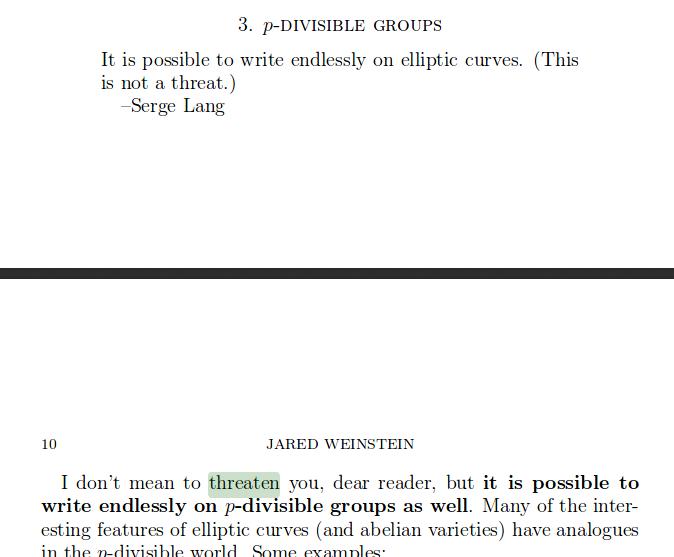 3. p-DIVISIBLE GROUPS
It is possible to write endlessly on elliptic curves. (This
is not a threat.)
–Serge Lang
10 JARED WEINSTEIN
I don't mean to threaten you, dear reader, but it is possible to
write endlessly on p-divisible groups as well. Many of the inter-
esting features of elliptic curves (and abelian varieties) have analogues
in the p-divisible world. Some examples: